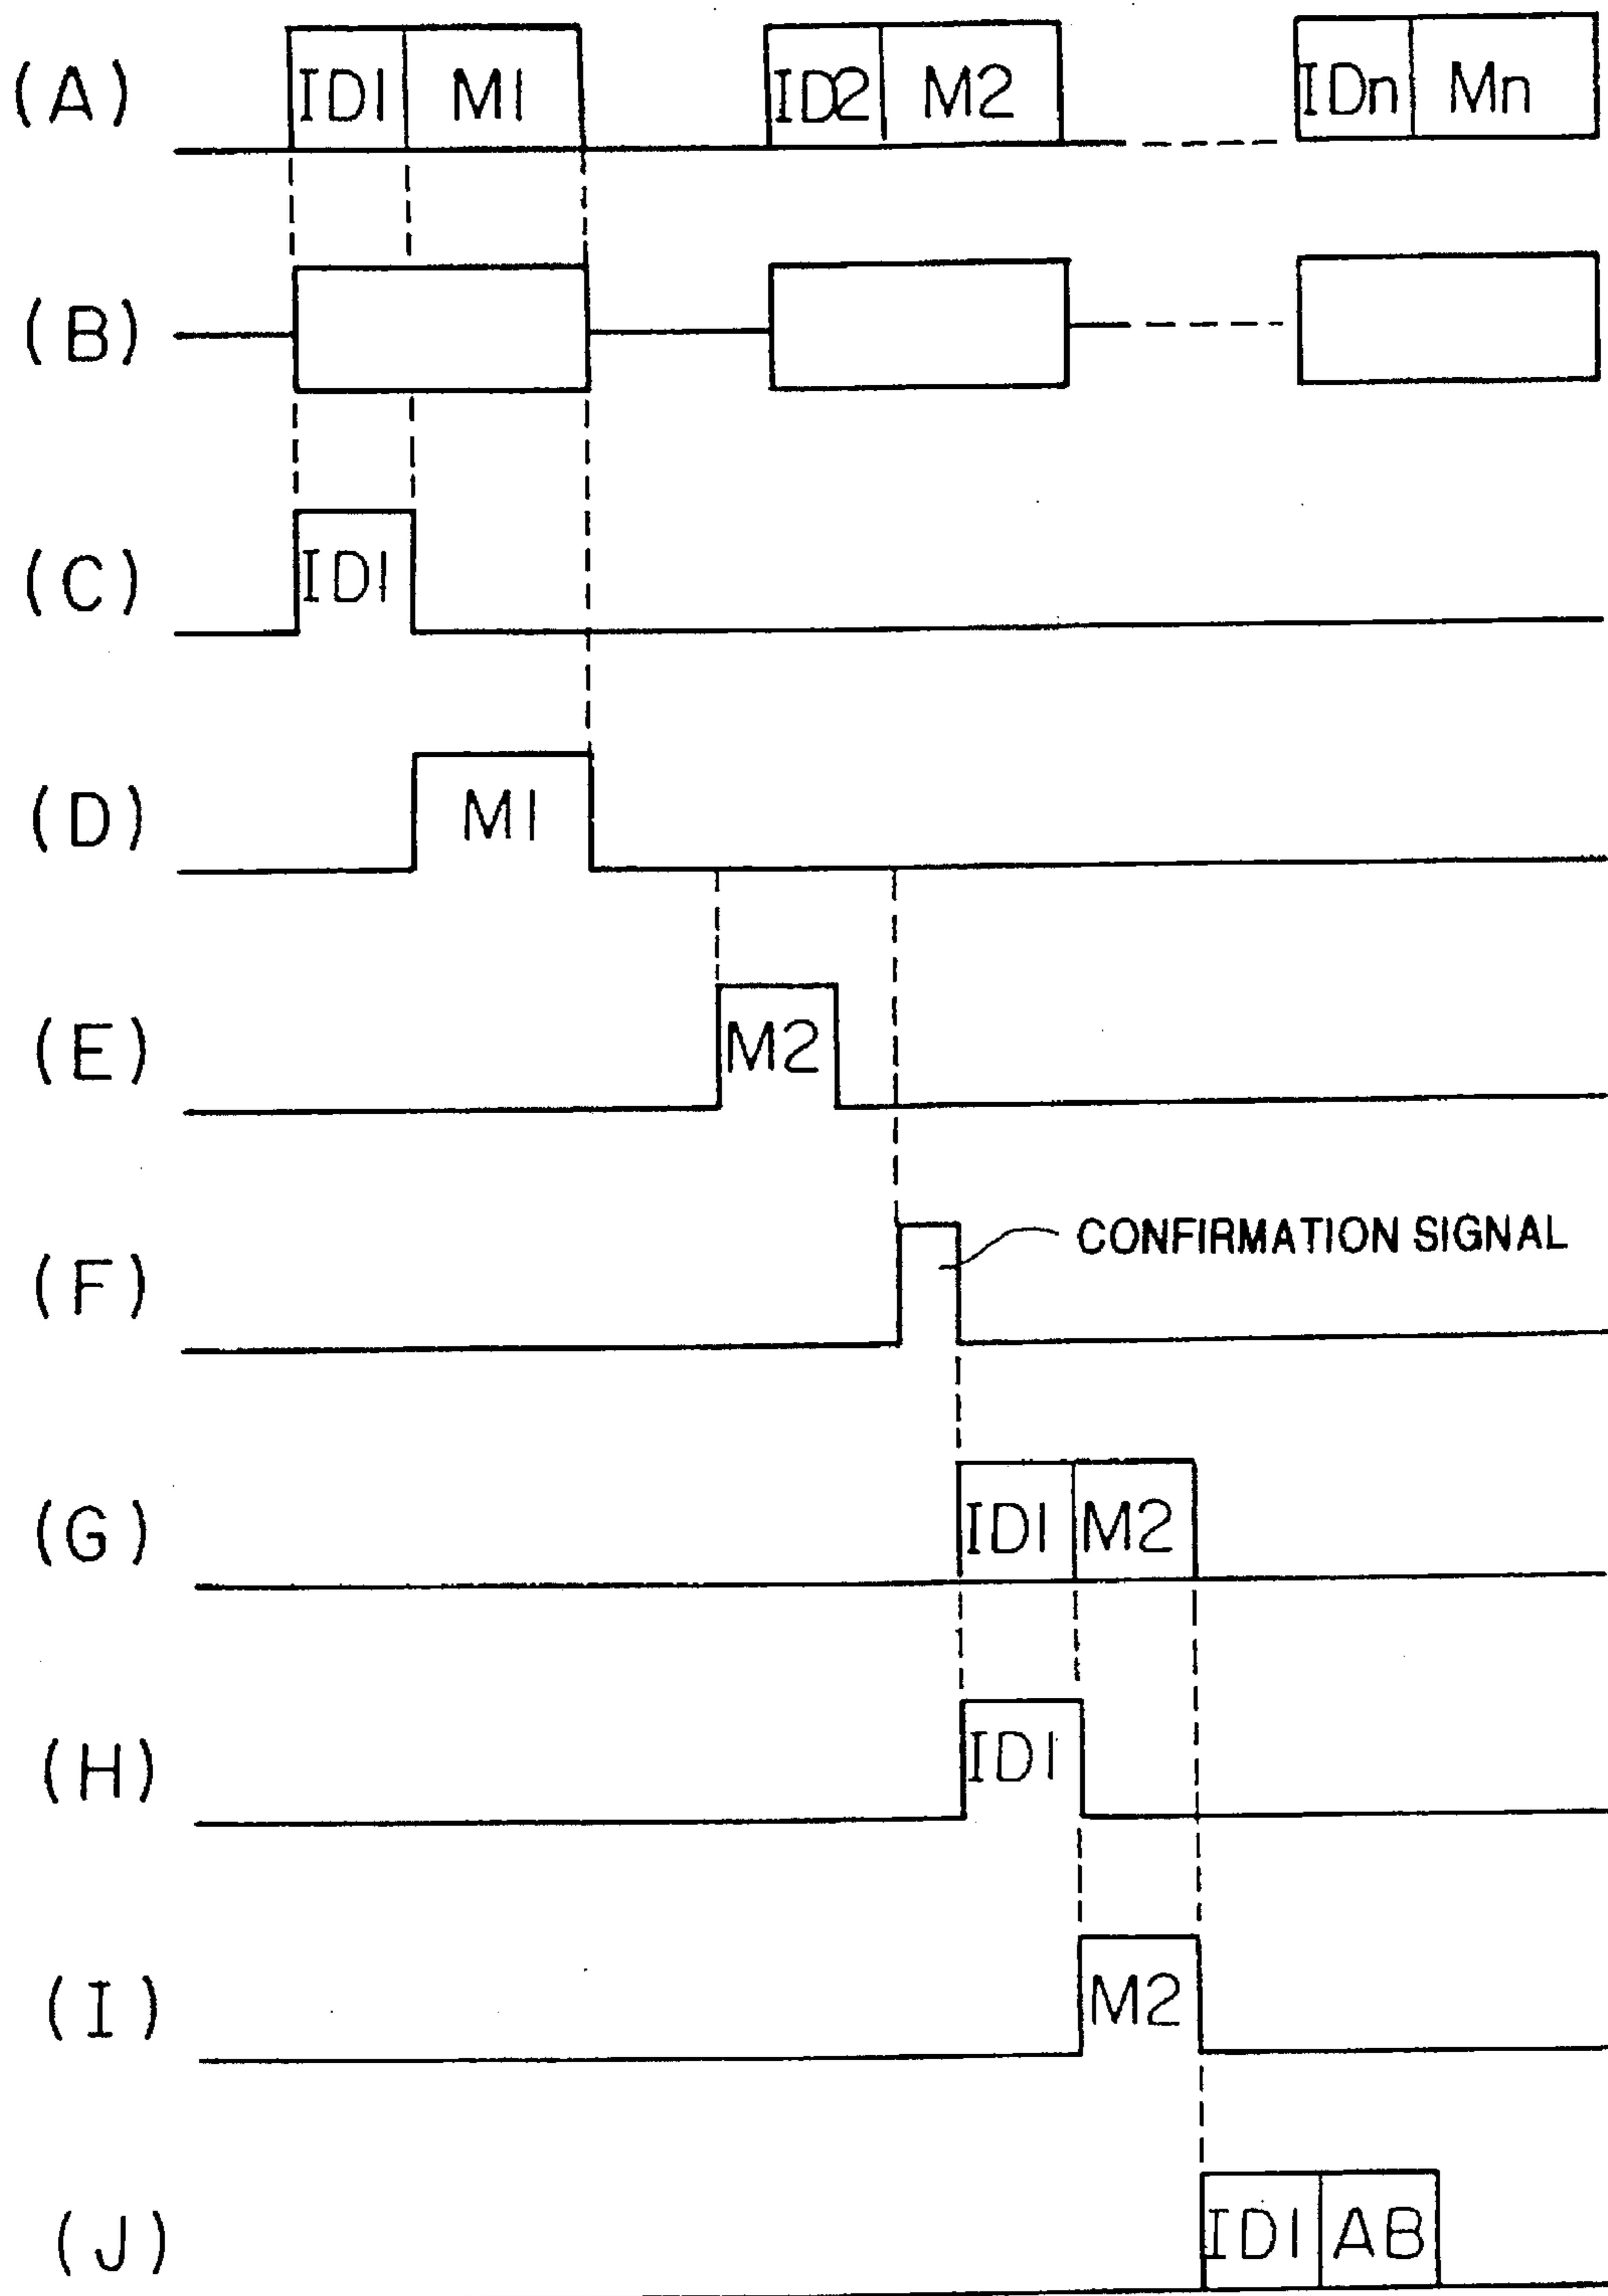 (A) ID1 M1 ID2 M2 IDn Mn
(B)
(C) ID1
(D) M1
(E) M2
(F) CONFIRMATION SIGNAL
(G) ID1 M2
(H) ID1
(I) M2
(J) ID1 AB